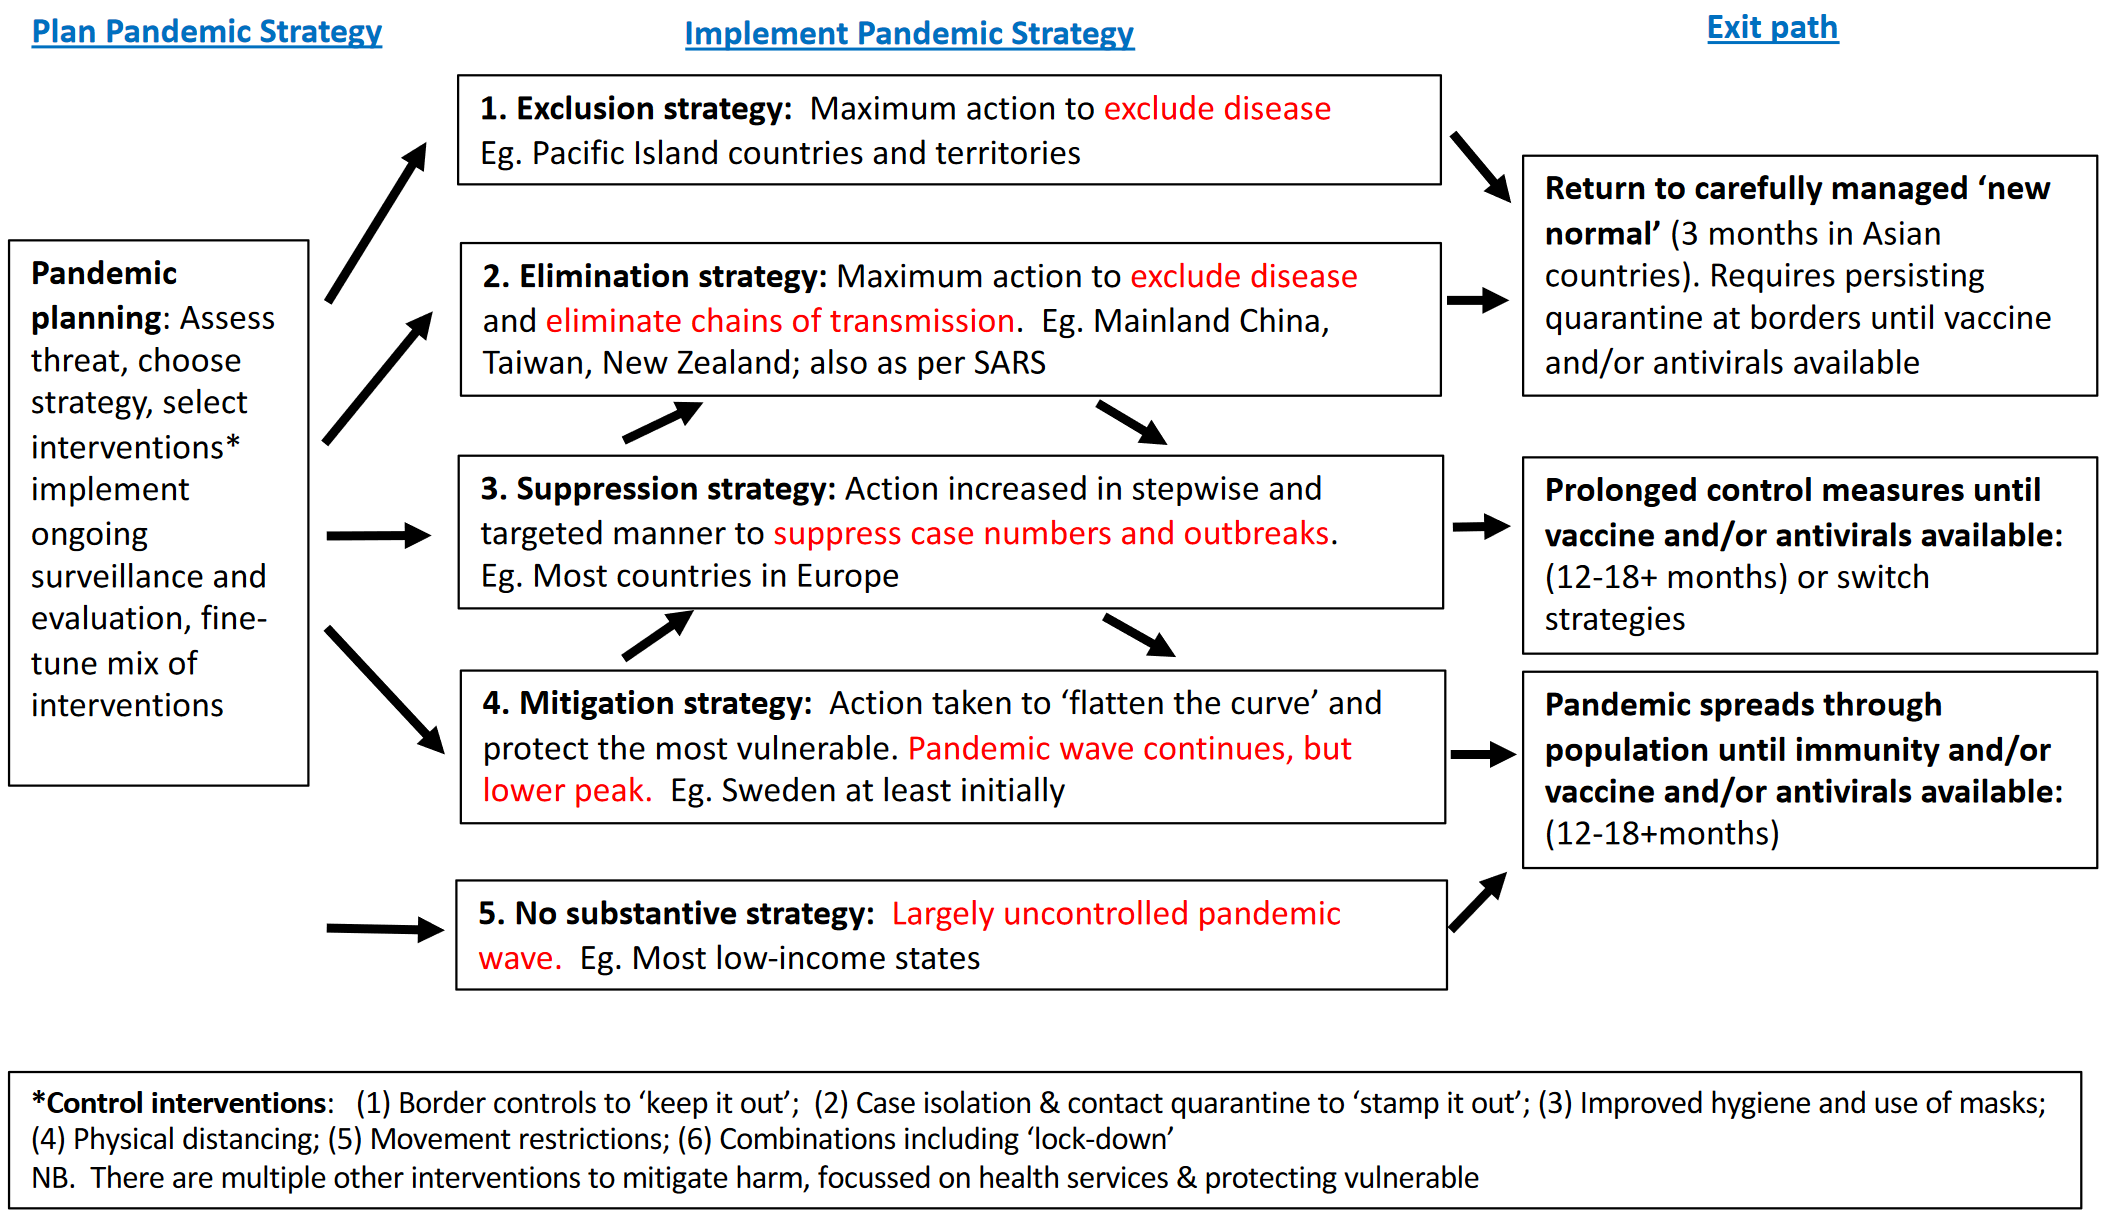 Plan Pandemic Strategy
Implement Pandemic Strategy
Exit path
Pandemic
planning: Assess
threat, choose
strategy, select
interventions*
implement
ongoing
surveillance and
evaluation, fine-
tune mix of
interventions
1. Exclusion strategy: Maximum action to exclude disease
Eg. Pacific Island countries and territories
2. Elimination strategy: Maximum action to exclude disease
and eliminate chains of transmission. Eg. Mainland China,
Taiwan, New Zealand; also as per SARS
3. Suppression strategy: Action increased in stepwise and
targeted manner to suppress case numbers and outbreaks.
Eg. Most countries in Europe
4. Mitigation strategy: Action taken to ‘flatten the curve’ and
protect the most vulnerable. Pandemic wave continues, but
lower peak. Eg. Sweden at least initially
5. No substantive strategy: Largely uncontrolled pandemic
wave. Eg. Most low-income states
Return to carefully managed ‘new
normal’ (3 months in Asian
countries). Requires persisting
quarantine at borders until vaccine
and/or antivirals available
Prolonged control measures until
vaccine and/or antivirals available:
(12-18+ months) or switch
strategies
Pandemic spreads through
population until immunity and/or
vaccine and/or antivirals available:
(12-18+months)
*Control interventions: (1) Border controls to ‘keep it out’; (2) Case isolation & contact quarantine to ‘stamp it out’; (3) Improved hygiene and use of masks;
(4) Physical distancing; (5) Movement restrictions; (6) Combinations including ‘lock-down’
NB. There are multiple other interventions to mitigate harm, focussed on health services & protecting vulnerable